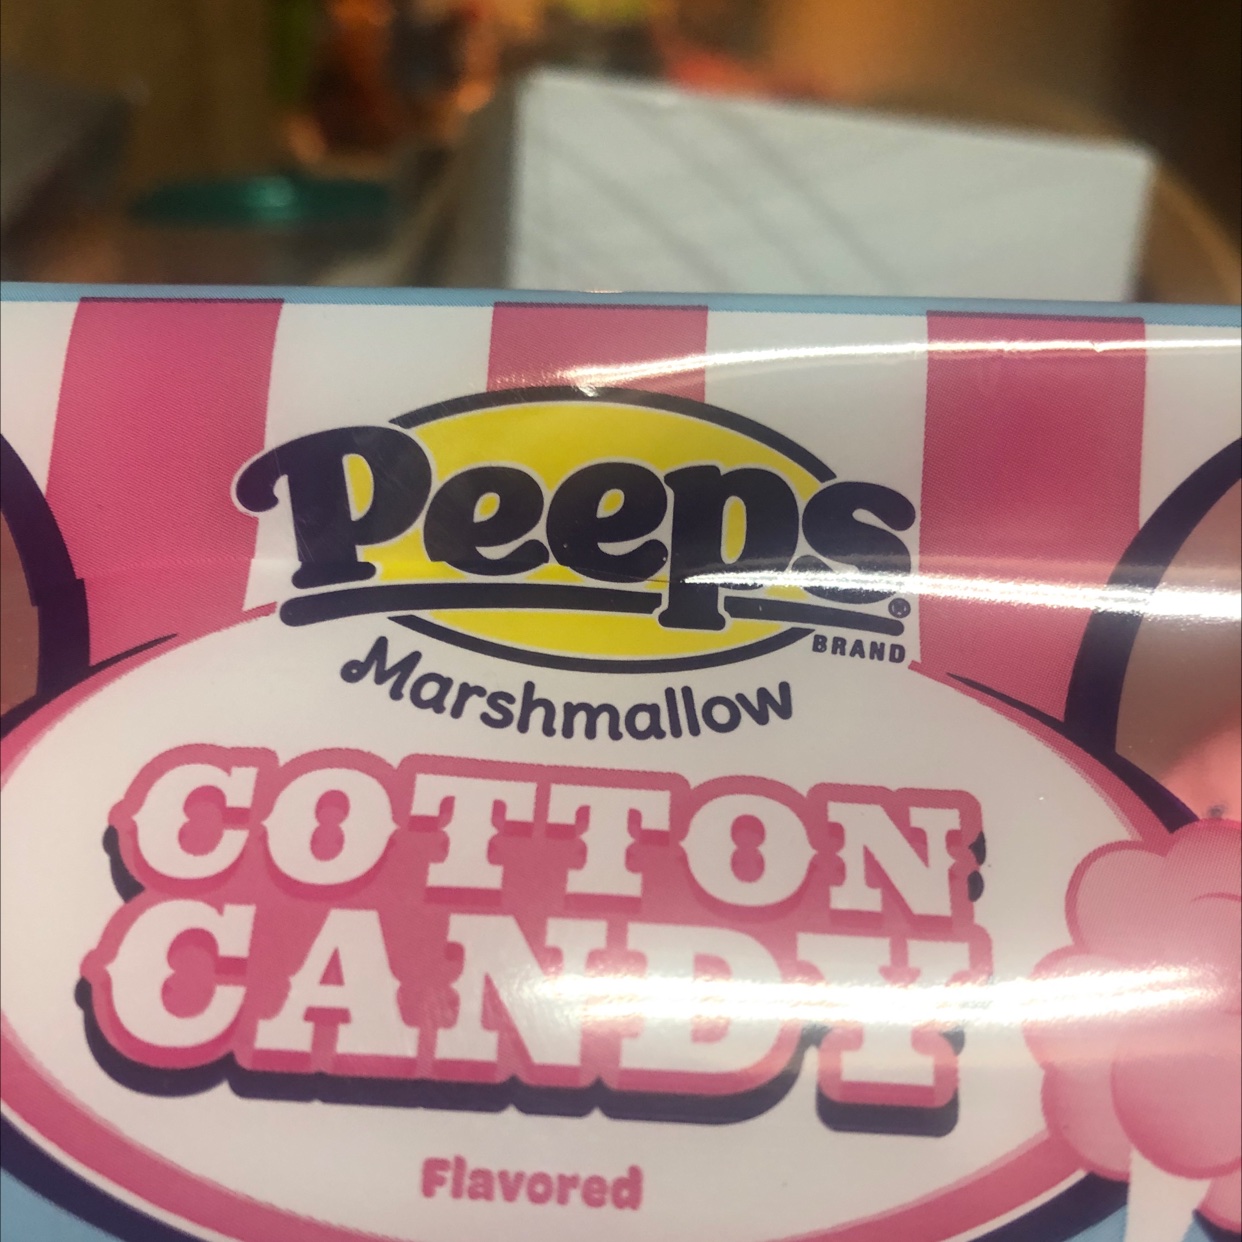 Peeps®
BRAND
Marshmallow
COTTON
CANDY
Flavored